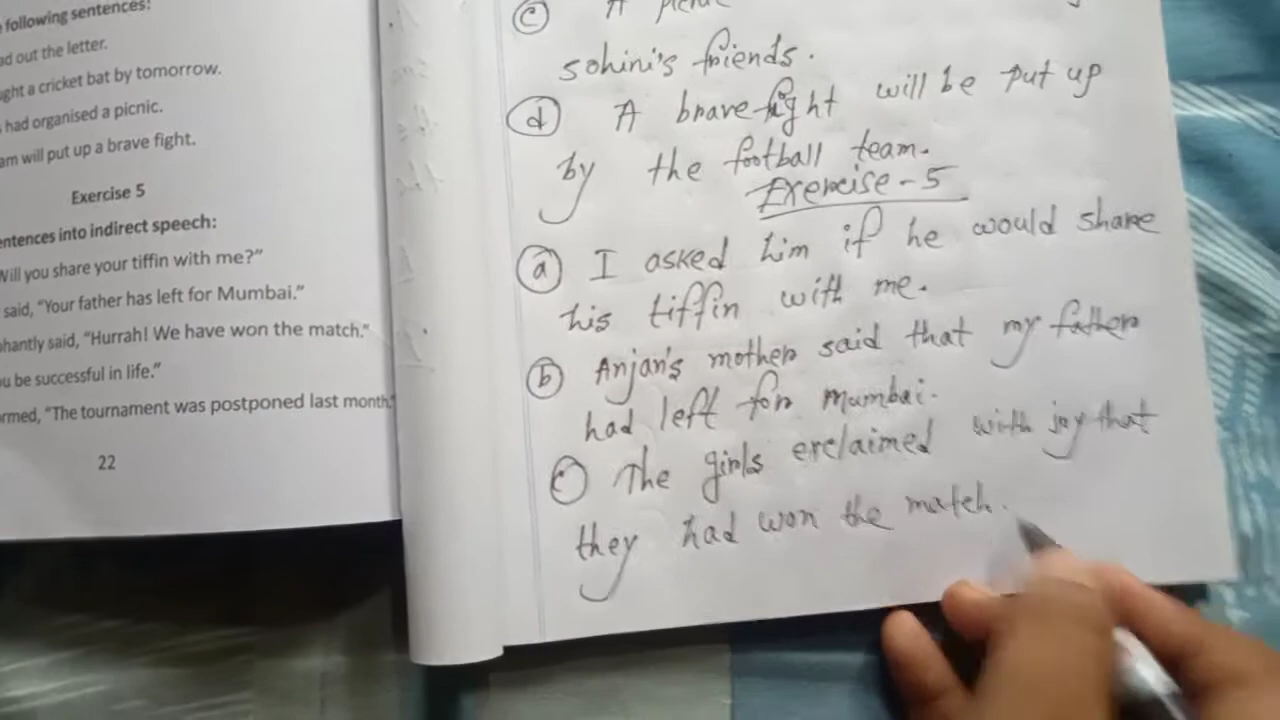 following sentences:
ad out the letter.
ght a cricket bat by tomorrow.
had organised a picnic.
am will put up a brave fight.
Exercise 5
entences into indirect speech:
Will you share your tiffin with me?"
said, "Your father has left for Mumbai."
phantly said, "Hurrah! We have won the match."
u be successful in life."
ormed, "The tournament was postponed last month."
22
(c) A
sohini's friends.
(d) A brave fight will be put up
by the football team.
Exercise - 5
(a) I asked him if he would share
his tiffin with me.
(b) Anjan's mother said that my father
had left for Mumbai.
(c) The girls exclaimed with joy that
they had won the match.